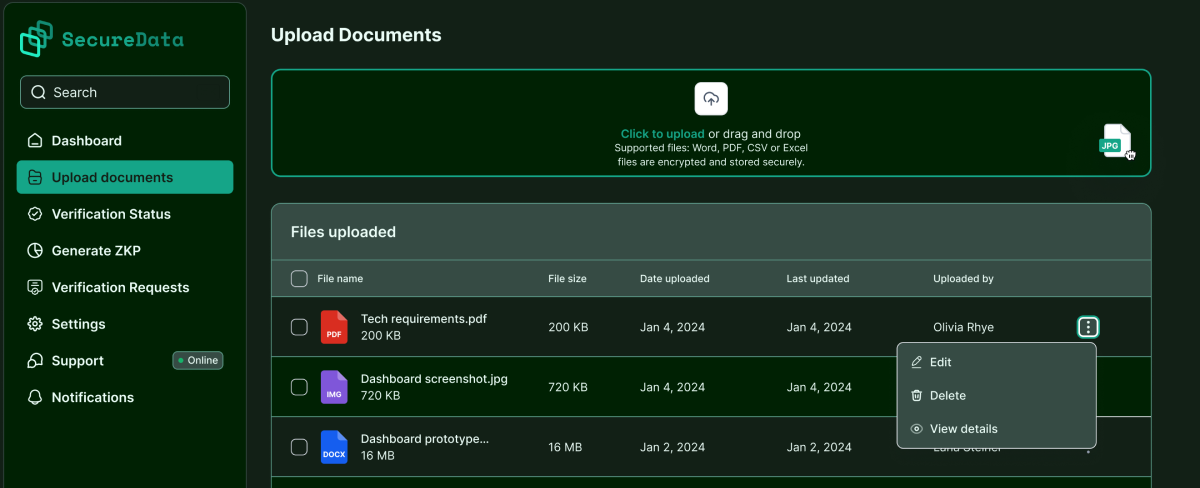 SecureData
Search
Dashboard
Upload documents
Verification Status
Generate ZKP
Verification Requests
Settings
Support
Online
Notifications
Upload Documents
Click to upload or drag and drop
Supported files: Word, PDF, CSV or Excel
files are encrypted and stored securely.
JPG
Files uploaded
File name File size Date uploaded Last updated Uploaded by
PDF
Tech requirements.pdf
200 KB
200 KB Jan 4, 2024 Jan 4, 2024 Olivia Rhye
IMG
Dashboard screenshot.jpg
720 KB
720 KB Jan 4, 2024 Jan 4, 2024
DOCX
Dashboard prototype...
16 MB
16 MB Jan 2, 2024 Jan 2, 2024
Edit
Delete
View details